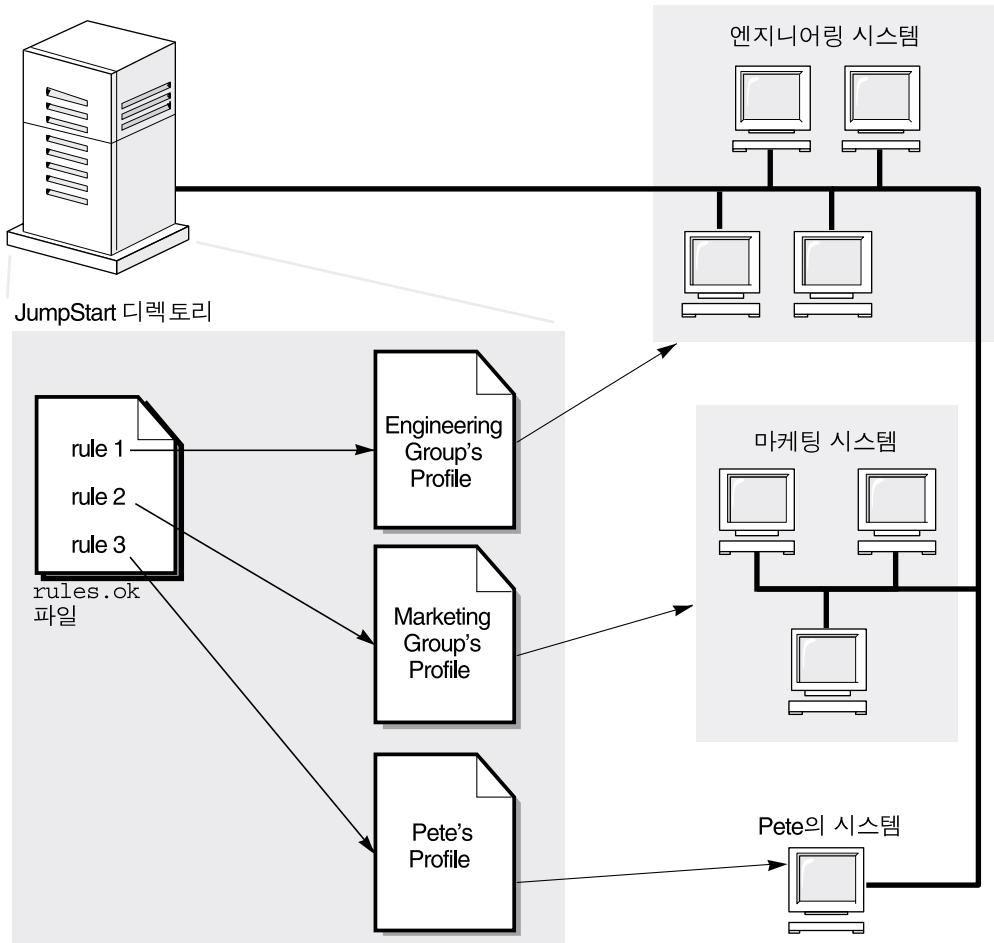 엔지니어링 시스템
JumpStart 디렉토리
rule 1
rule 2
rule 3
rules.ok
파일
Engineering
Group's
Profile
Marketing
Group's
Profile
Pete's
Profile
마케팅 시스템
Pete의 시스템